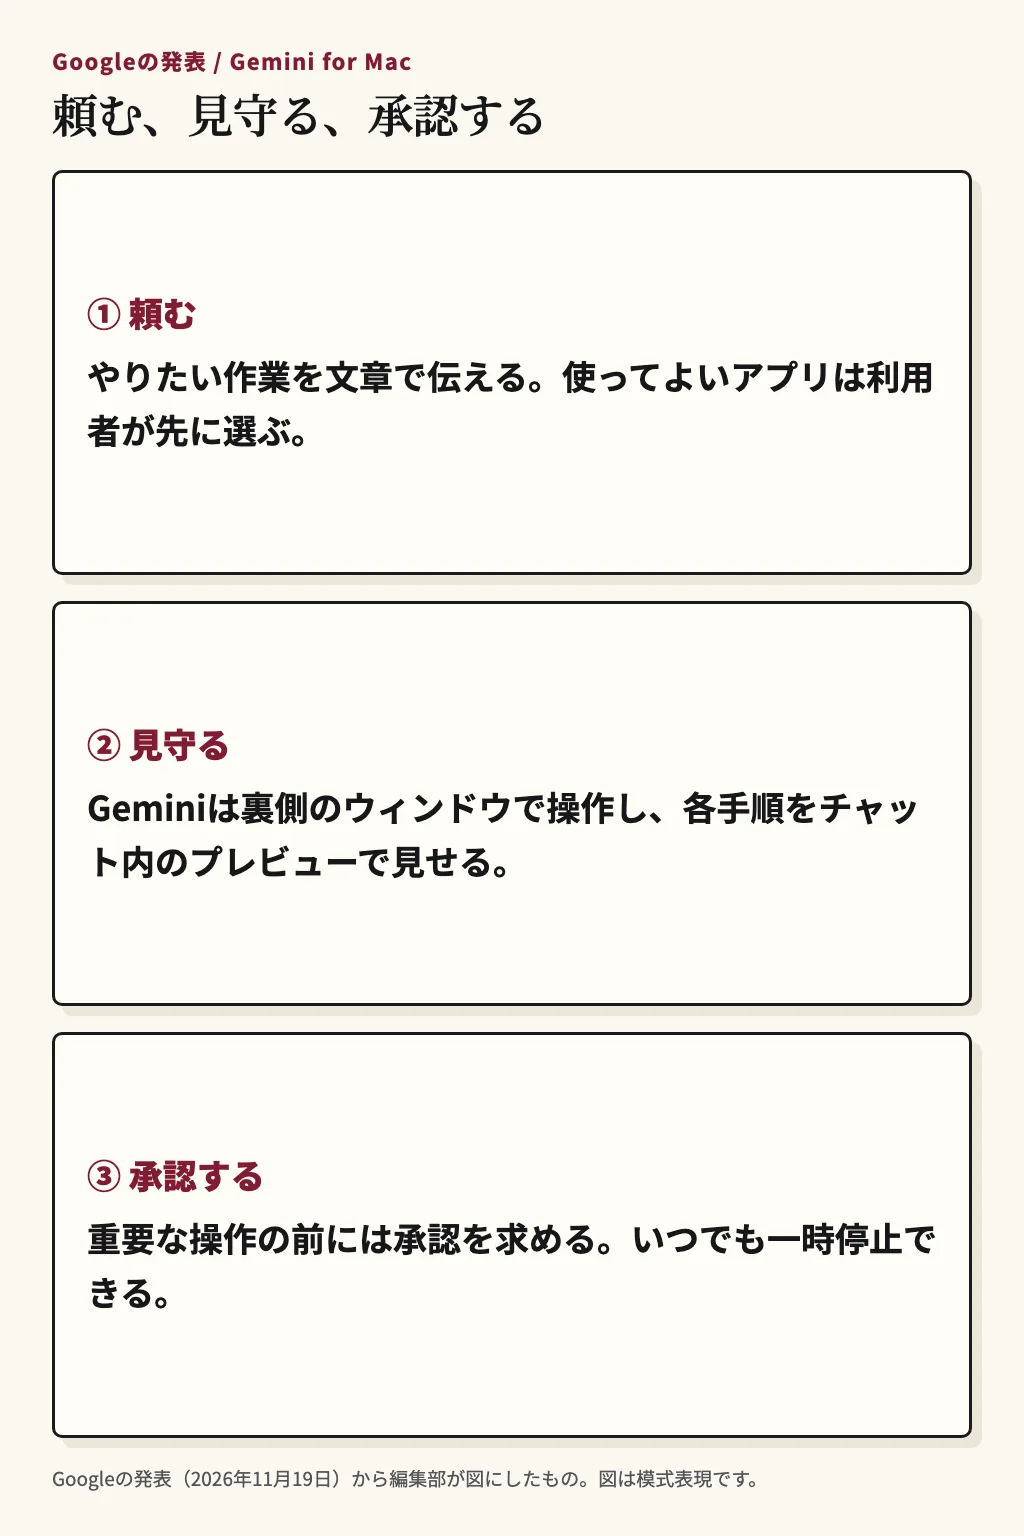 Googleの発表 / Gemini for Mac
頼む、見守る、承認する
① 頼む
やりたい作業を文章で伝える。使ってよいアプリは利用
者が先に選ぶ。
② 見守る
Geminiは裏側のウィンドウで操作し、各手順をチャッ
ト内のプレビューで見せる。
③ 承認する
重要な操作の前には承認を求める。いつでも一時停止で
きる。
Googleの発表（2026年11月19日）から編集部が図にしたもの。図は模式表現です。